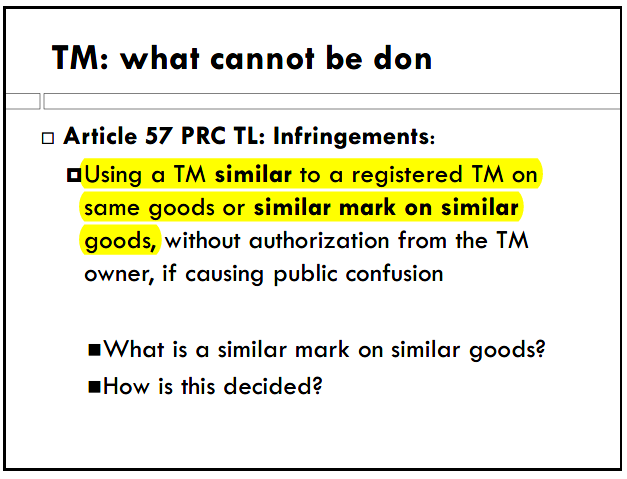 TM: what cannot be don
Article 57 PRC TL: Infringements:
Using a TM similar to a registered TM on
same goods or similar mark on similar
goods, without authorization from the TM
owner, if causing public confusion
What is a similar mark on similar goods?
How is this decided?